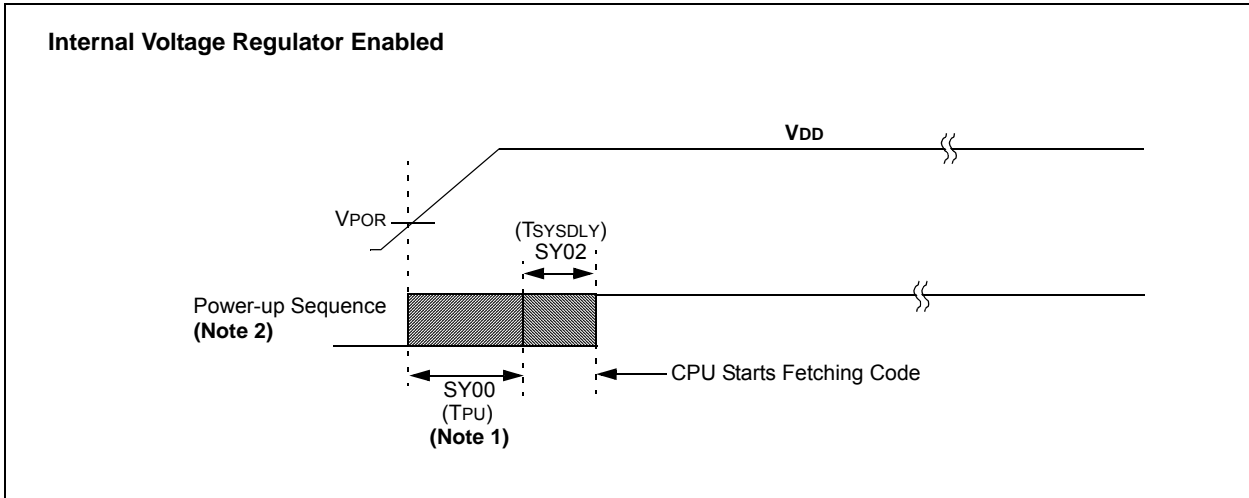 Internal Voltage Regulator Enabled
VDD
VPOR
(TSYSDLY)
SY02
Power-up Sequence
(Note 2)
CPU Starts Fetching Code
SY00
(TPU)
(Note 1)